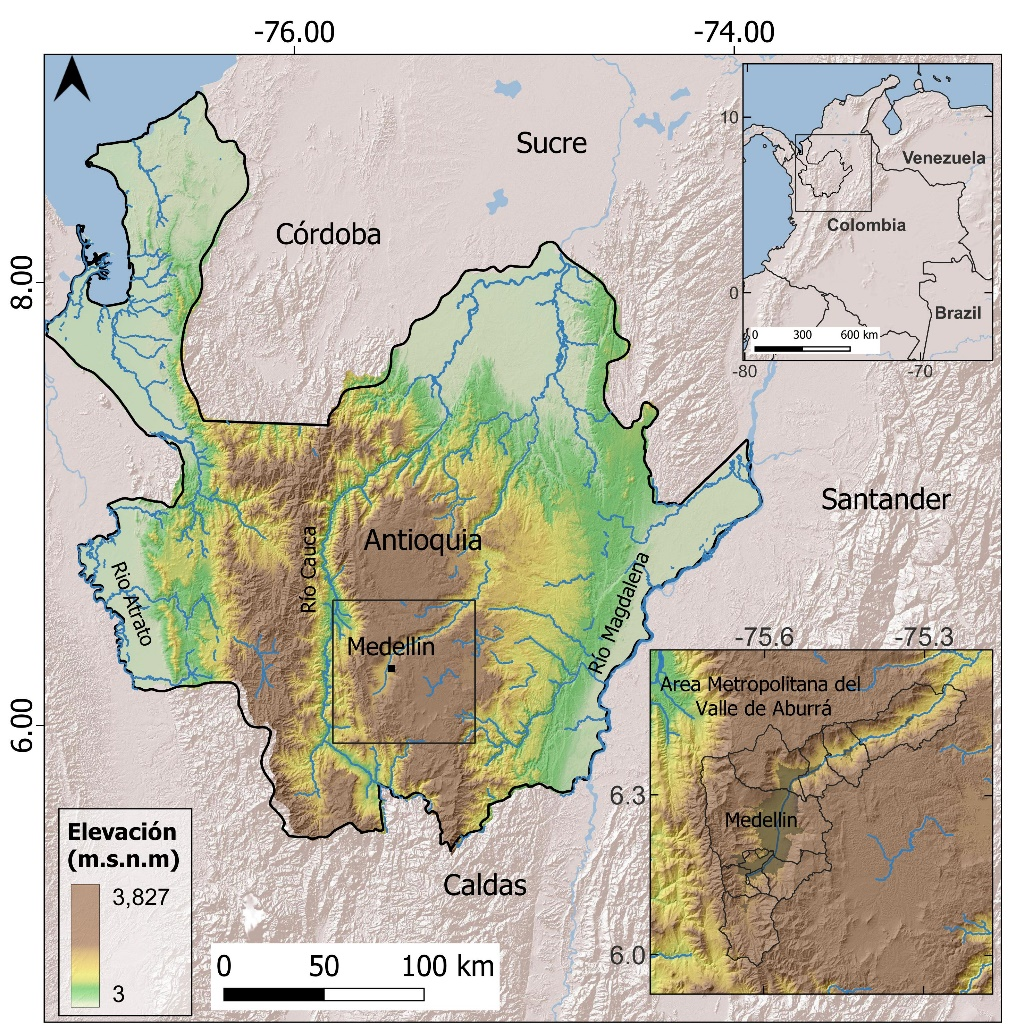 -76.00
-74.00
8.00
6.00
Sucre
Córdoba
Antioquia
Santander
Caldas
Río Atrato
Río Cauca
Río Magdalena
Medellín
10
0
-80
-70
Venezuela
Colombia
Brazil
0 300 600 km
-75.6
-75.3
6.3
6.0
Area Metropolitana del
Valle de Aburrá
Medellín
Elevación
(m.s.n.m)
3,827
3
0 50 100 km